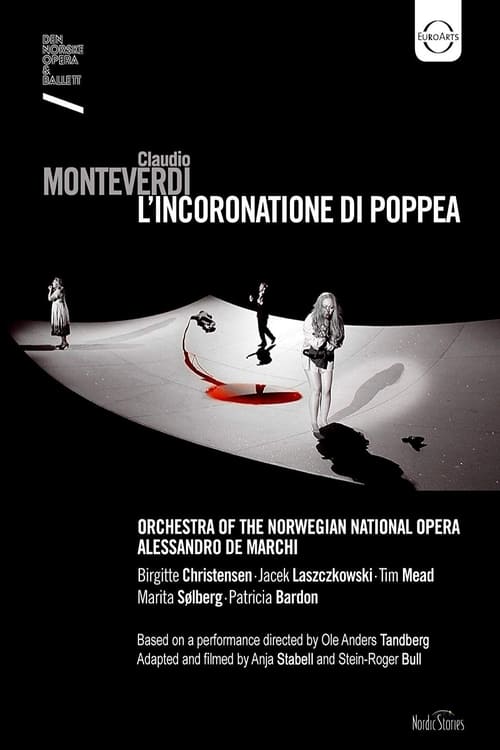 DEN
NORSKE
OPERA
& BALLETT
EuroArts
Claudio
MONTEVERDI
L'INCORONATIONE DI POPPEA
ORCHESTRA OF THE NORWEGIAN NATIONAL OPERA
ALESSANDRO DE MARCHI
Birgitte Christensen · Jacek Laszczkowski · Tim Mead
Marita Sølberg · Patricia Bardon
Based on a performance directed by Ole Anders Tandberg
Adapted and filmed by Anja Stabell and Stein-Roger Bull
Nordic Stories